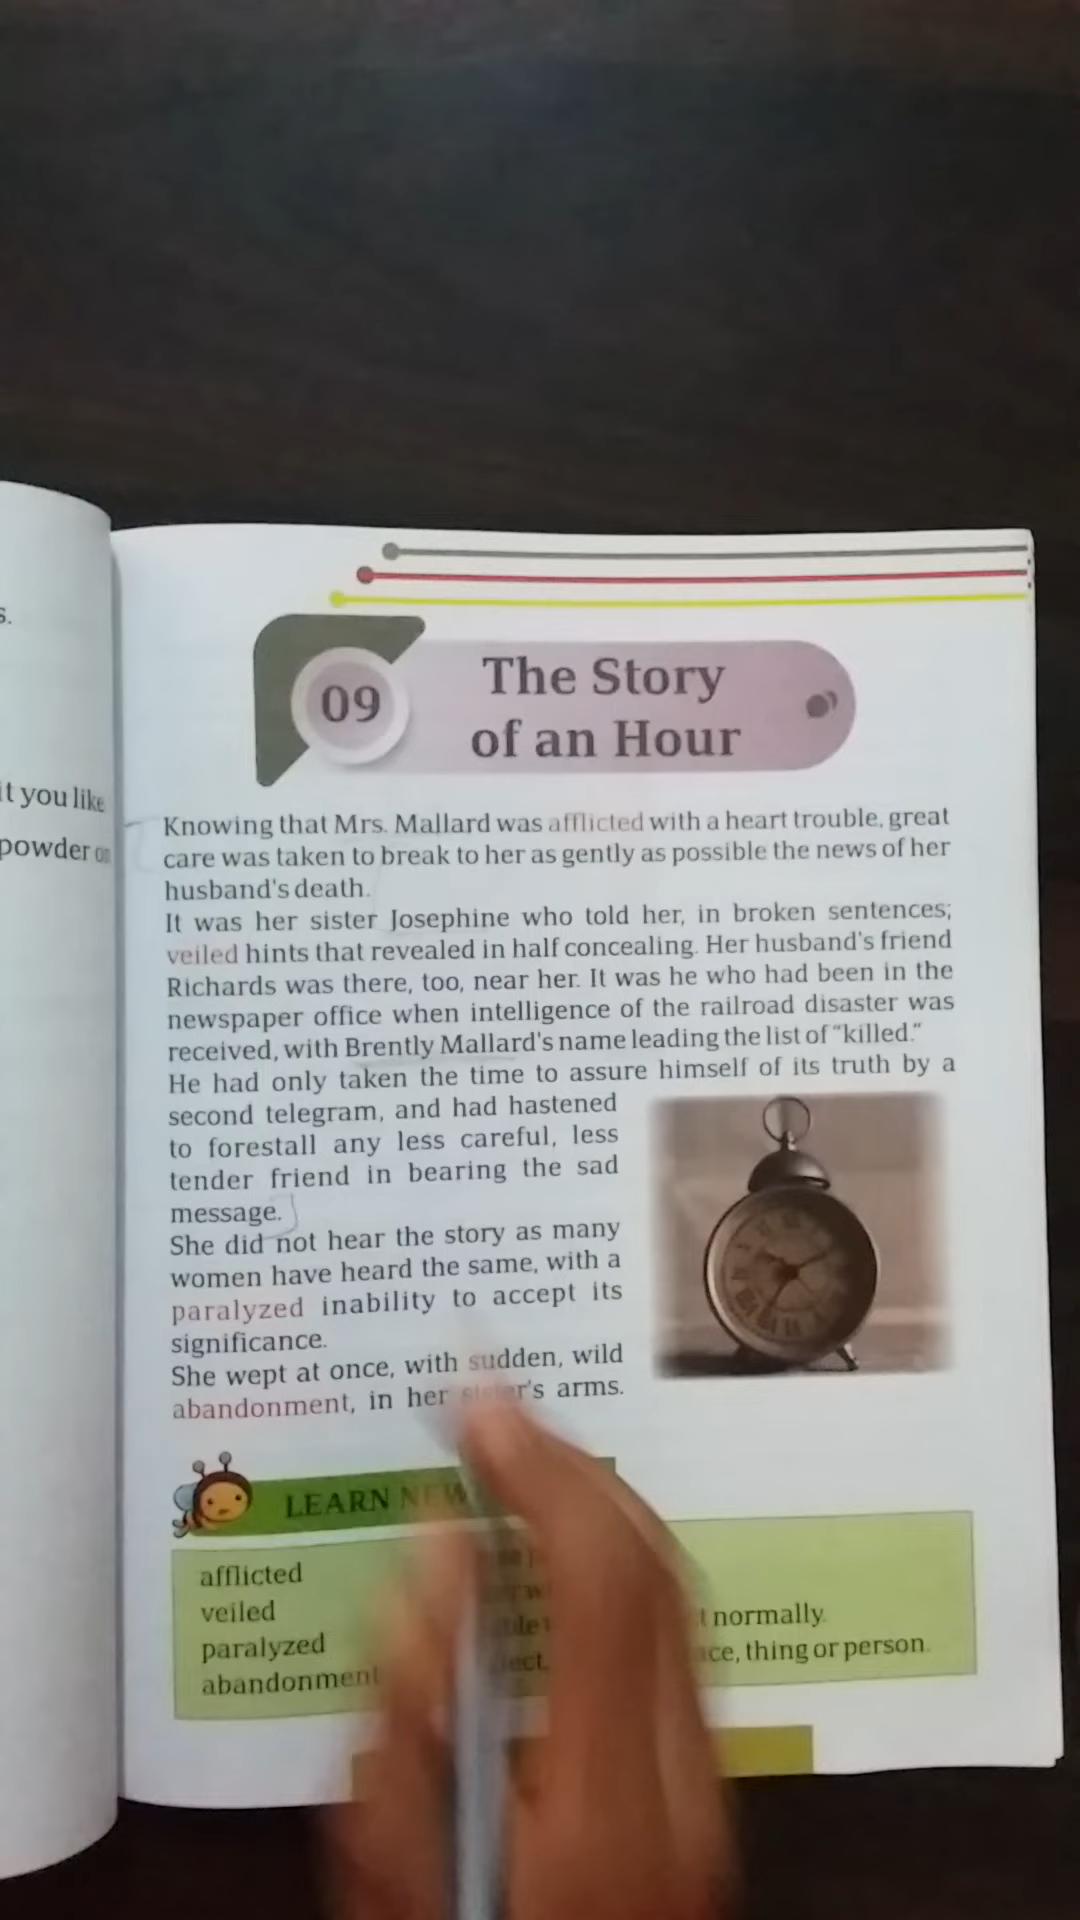 s.
it you like
powder on
09
The Story
of an Hour
Knowing that Mrs. Mallard was afflicted with a heart trouble, great
care was taken to break to her as gently as possible the news of her
husband's death.
It was her sister Josephine who told her, in broken sentences;
veiled hints that revealed in half concealing. Her husband's friend
Richards was there, too, near her. It was he who had been in the
newspaper office when intelligence of the railroad disaster was
received, with Brently Mallard's name leading the list of "killed."
He had only taken the time to assure himself of its truth by a
second telegram, and had hastened
to forestall any less careful, less
tender friend in bearing the sad
message.
She did not hear the story as many
women have heard the same, with a
paralyzed inability to accept its
significance.
She wept at once, with sudden, wild
abandonment, in her sister's arms.
LEARN NEW
afflicted
veiled
paralyzed normally.
abandonment thing or person.